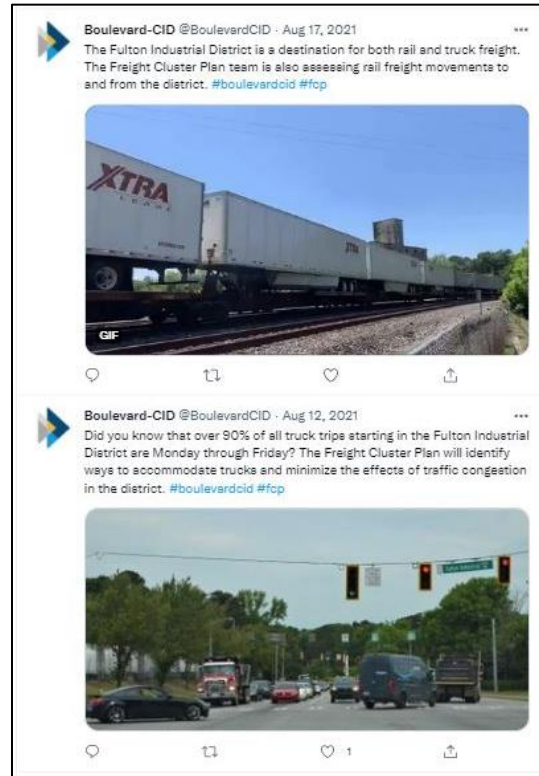 Boulevard-CID @BoulevardCID · Aug 17, 2021
The Fulton Industrial District is a destination for both rail and truck freight.
The Freight Cluster Plan team is also assessing rail freight movements to
and from the district. #boulevardcid #fcp
XTRA
LEASE
XTRA
GIF
Boulevard-CID @BoulevardCID · Aug 12, 2021
Did you know that over 90% of all truck trips starting in the Fulton Industrial
District are Monday through Friday? The Freight Cluster Plan will identify
ways to accommodate trucks and minimize the effects of traffic congestion
in the district. #boulevardcid #fcp
Fulton Industrial
1